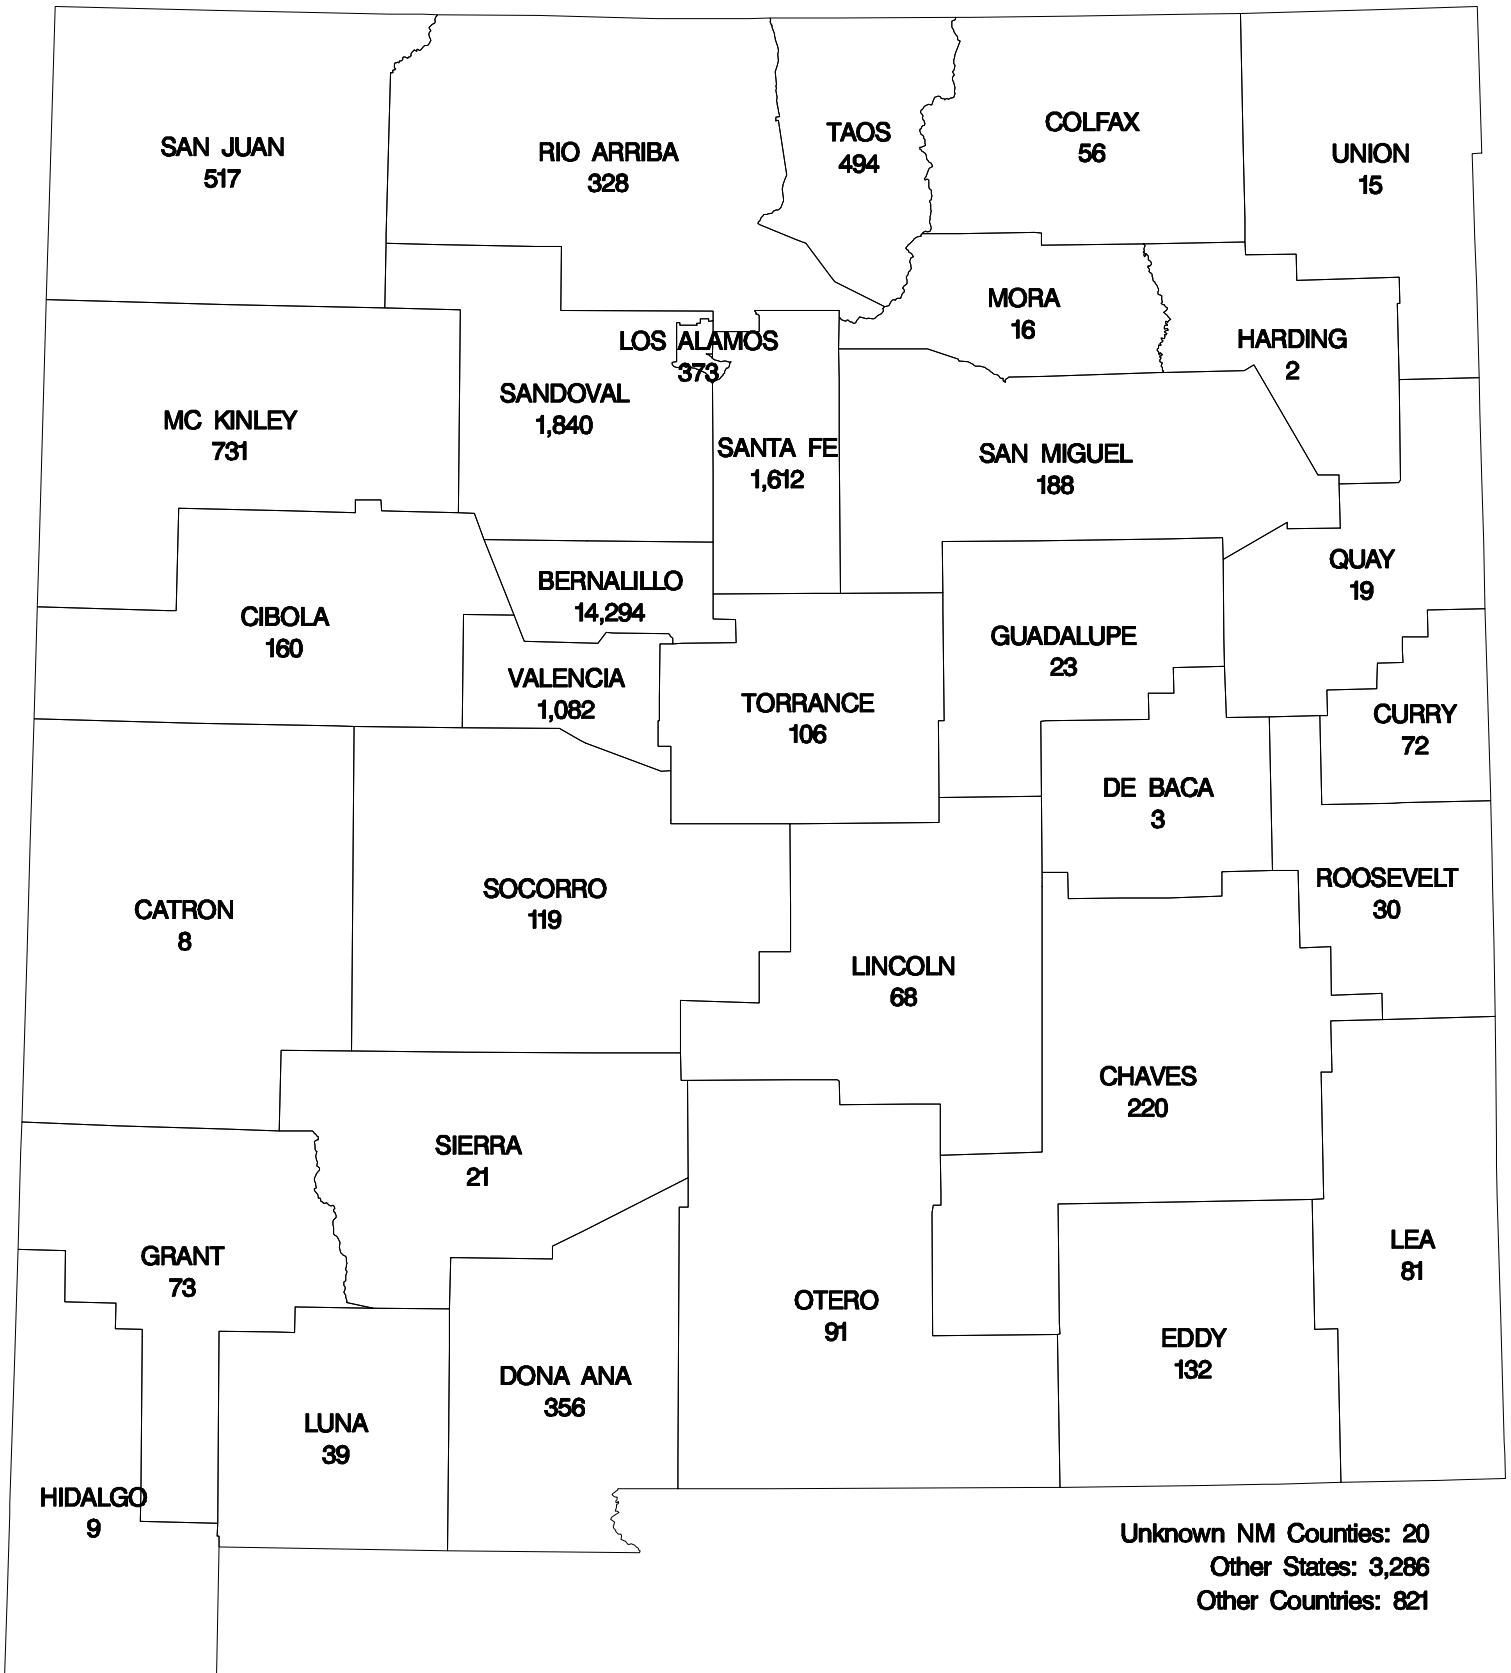 SAN JUAN
517
RIO ARRIBA
328
TAOS
494
COLFAX
56
UNION
15
MORA
16
HARDING
2
LOS ALAMOS
373
SANDOVAL
1,840
MC KINLEY
731
SANTA FE
1,612
SAN MIGUEL
188
QUAY
19
BERNALILLO
14,294
CIBOLA
160
GUADALUPE
23
VALENCIA
1,082
TORRANCE
106
CURRY
72
DE BACA
3
ROOSEVELT
30
SOCORRO
119
CATRON
8
LINCOLN
68
CHAVES
220
SIERRA
21
LEA
81
GRANT
73
OTERO
91
EDDY
132
DONA ANA
356
LUNA
39
HIDALGO
9
Unknown NM Counties: 20
Other States: 3,286
Other Countries: 821